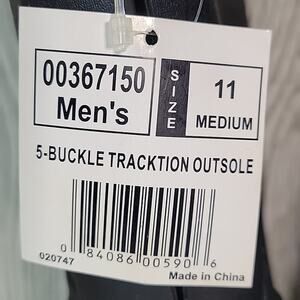 00367150
Men's
SIZE
11
MEDIUM
5-BUCKLE TRACKTION OUTSOLE
0 84086 00590 6
020747
Made in China